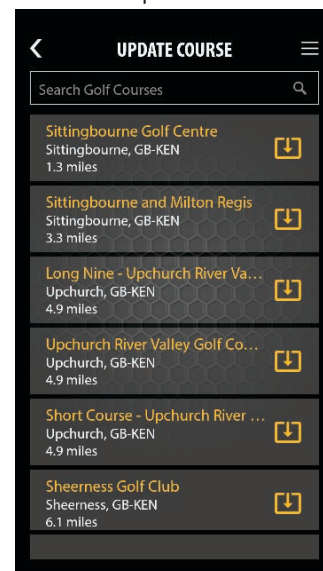 UPDATE COURSE
Search Golf Courses
Sittingbourne Golf Centre
Sittingbourne, GB-KEN
1.3 miles
Sittingbourne and Milton Regis
Sittingbourne, GB-KEN
3.3 miles
Long Nine - Upchurch River Va...
Upchurch, GB-KEN
4.9 miles
Upchurch River Valley Golf Co...
Upchurch, GB-KEN
4.9 miles
Short Course - Upchurch River ...
Upchurch, GB-KEN
4.9 miles
Sheerness Golf Club
Sheerness, GB-KEN
6.1 miles